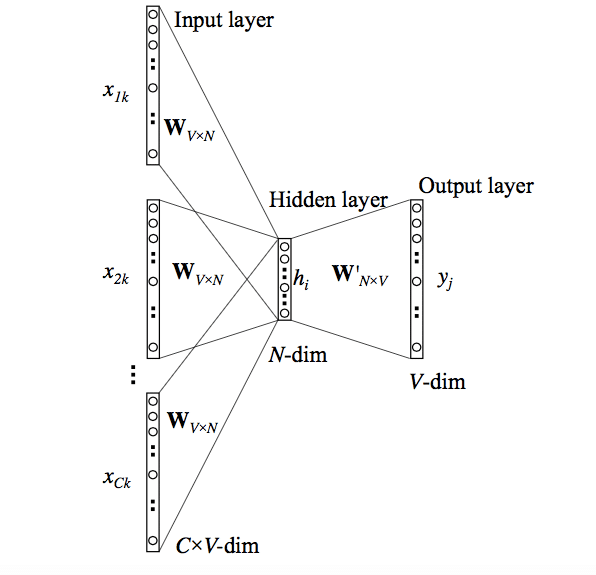 Input layer
x1k
WV×N
Hidden layer
Output layer
x2k
WV×N
hi
W'N×V
yj
N-dim
V-dim
WV×N
xCk
C×V-dim